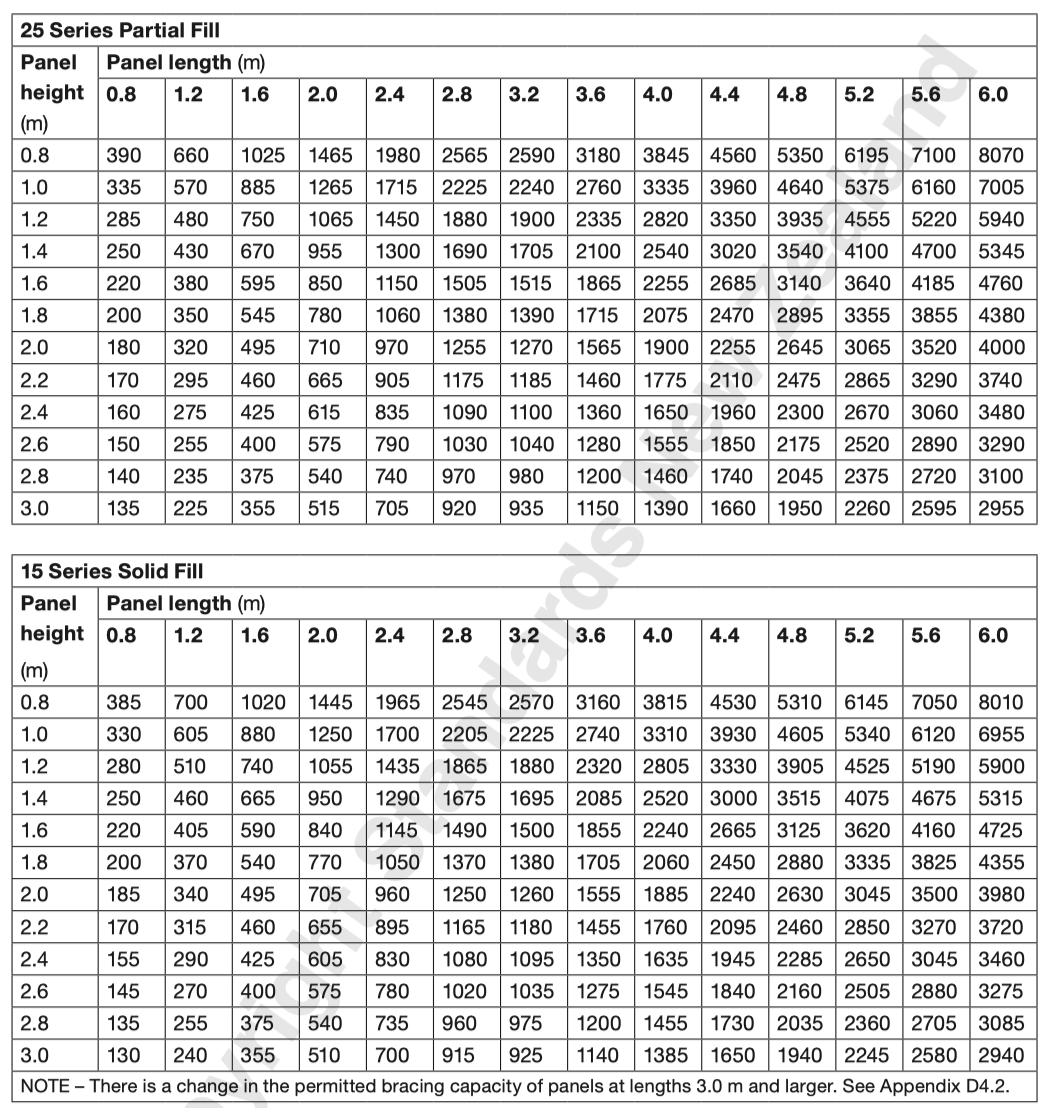 25 Series Partial Fill
Panel Panel length (m)
height 0.8 1.2 1.6 2.0 2.4 2.8 3.2 3.6 4.0 4.4 4.8 5.2 5.6 6.0
(m)
0.8 390 660 1025 1465 1980 2565 2590 3180 3845 4560 5350 6195 7100 8070
1.0 335 570 885 1265 1715 2225 2240 2760 3335 3960 4640 5375 6160 7005
1.2 285 480 750 1065 1450 1880 1900 2335 2820 3350 3935 4555 5220 5940
1.4 250 430 670 955 1300 1690 1705 2100 2540 3020 3540 4100 4700 5345
1.6 220 380 595 850 1150 1505 1515 1865 2255 2685 3140 3640 4185 4760
1.8 200 350 545 780 1060 1380 1390 1715 2075 2470 2895 3355 3855 4380
2.0 180 320 495 710 970 1255 1270 1565 1900 2255 2645 3065 3520 4000
2.2 170 295 460 665 905 1175 1185 1460 1775 2110 2475 2865 3290 3740
2.4 160 275 425 615 835 1090 1100 1360 1650 1960 2300 2670 3060 3480
2.6 150 255 400 575 790 1030 1040 1280 1555 1850 2175 2520 2890 3290
2.8 140 235 375 540 740 970 980 1200 1460 1740 2045 2375 2720 3100
3.0 135 225 355 515 705 920 935 1150 1390 1660 1950 2260 2595 2955
15 Series Solid Fill
Panel Panel length (m)
height 0.8 1.2 1.6 2.0 2.4 2.8 3.2 3.6 4.0 4.4 4.8 5.2 5.6 6.0
(m)
0.8 385 700 1020 1445 1965 2545 2570 3160 3815 4530 5310 6145 7050 8010
1.0 330 605 880 1250 1700 2205 2225 2740 3310 3930 4605 5340 6120 6955
1.2 280 510 740 1055 1435 1865 1880 2320 2805 3330 3905 4525 5190 5900
1.4 250 460 665 950 1290 1675 1695 2085 2520 3000 3515 4075 4675 5315
1.6 220 405 590 840 1145 1490 1500 1855 2240 2665 3125 3620 4160 4725
1.8 200 370 540 770 1050 1370 1380 1705 2060 2450 2880 3335 3825 4355
2.0 185 340 495 705 960 1250 1260 1555 1885 2240 2630 3045 3500 3980
2.2 170 315 460 655 895 1165 1180 1455 1760 2095 2460 2850 3270 3720
2.4 155 290 425 605 830 1080 1095 1350 1635 1945 2285 2650 3045 3460
2.6 145 270 400 575 780 1020 1035 1275 1545 1840 2160 2505 2880 3275
2.8 135 255 375 540 735 960 975 1200 1455 1730 2035 2360 2705 3085
3.0 130 240 355 510 700 915 925 1140 1385 1650 1940 2245 2580 2940
NOTE – There is a change in the permitted bracing capacity of panels at lengths 3.0 m and larger. See Appendix D4.2.
yright Standards New Zealand